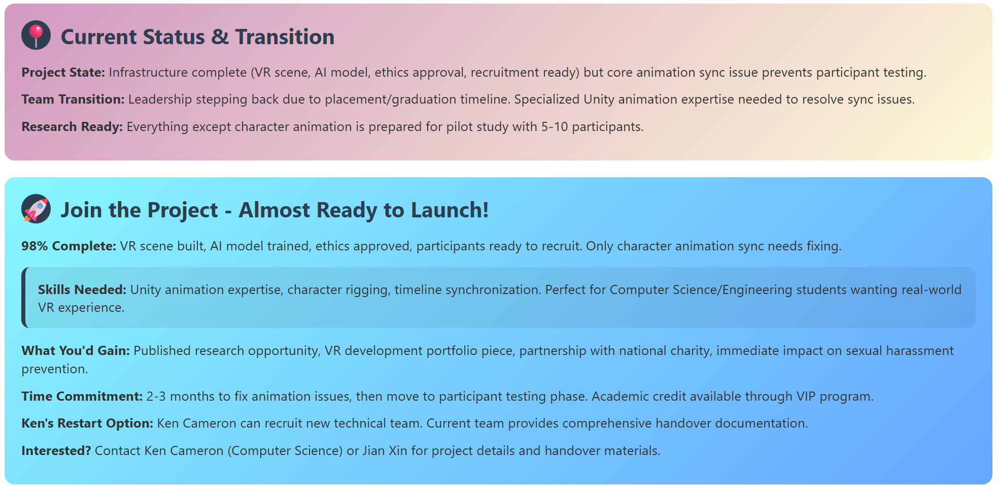 Current Status & Transition
Project State: Infrastructure complete (VR scene, AI model, ethics approval, recruitment ready) but core animation sync issue prevents participant testing.
Team Transition: Leadership stepping back due to placement/graduation timeline. Specialized Unity animation expertise needed to resolve sync issues.
Research Ready: Everything except character animation is prepared for pilot study with 5-10 participants.
Join the Project - Almost Ready to Launch!
98% Complete: VR scene built, AI model trained, ethics approved, participants ready to recruit. Only character animation sync needs fixing.
Skills Needed: Unity animation expertise, character rigging, timeline synchronization. Perfect for Computer Science/Engineering students wanting real-world
VR experience.
What You'd Gain: Published research opportunity, VR development portfolio piece, partnership with national charity, immediate impact on sexual harassment
prevention.
Time Commitment: 2-3 months to fix animation issues, then move to participant testing phase. Academic credit available through VIP program.
Ken's Restart Option: Ken Cameron can recruit new technical team. Current team provides comprehensive handover documentation.
Interested? Contact Ken Cameron (Computer Science) or Jian Xin for project details and handover materials.